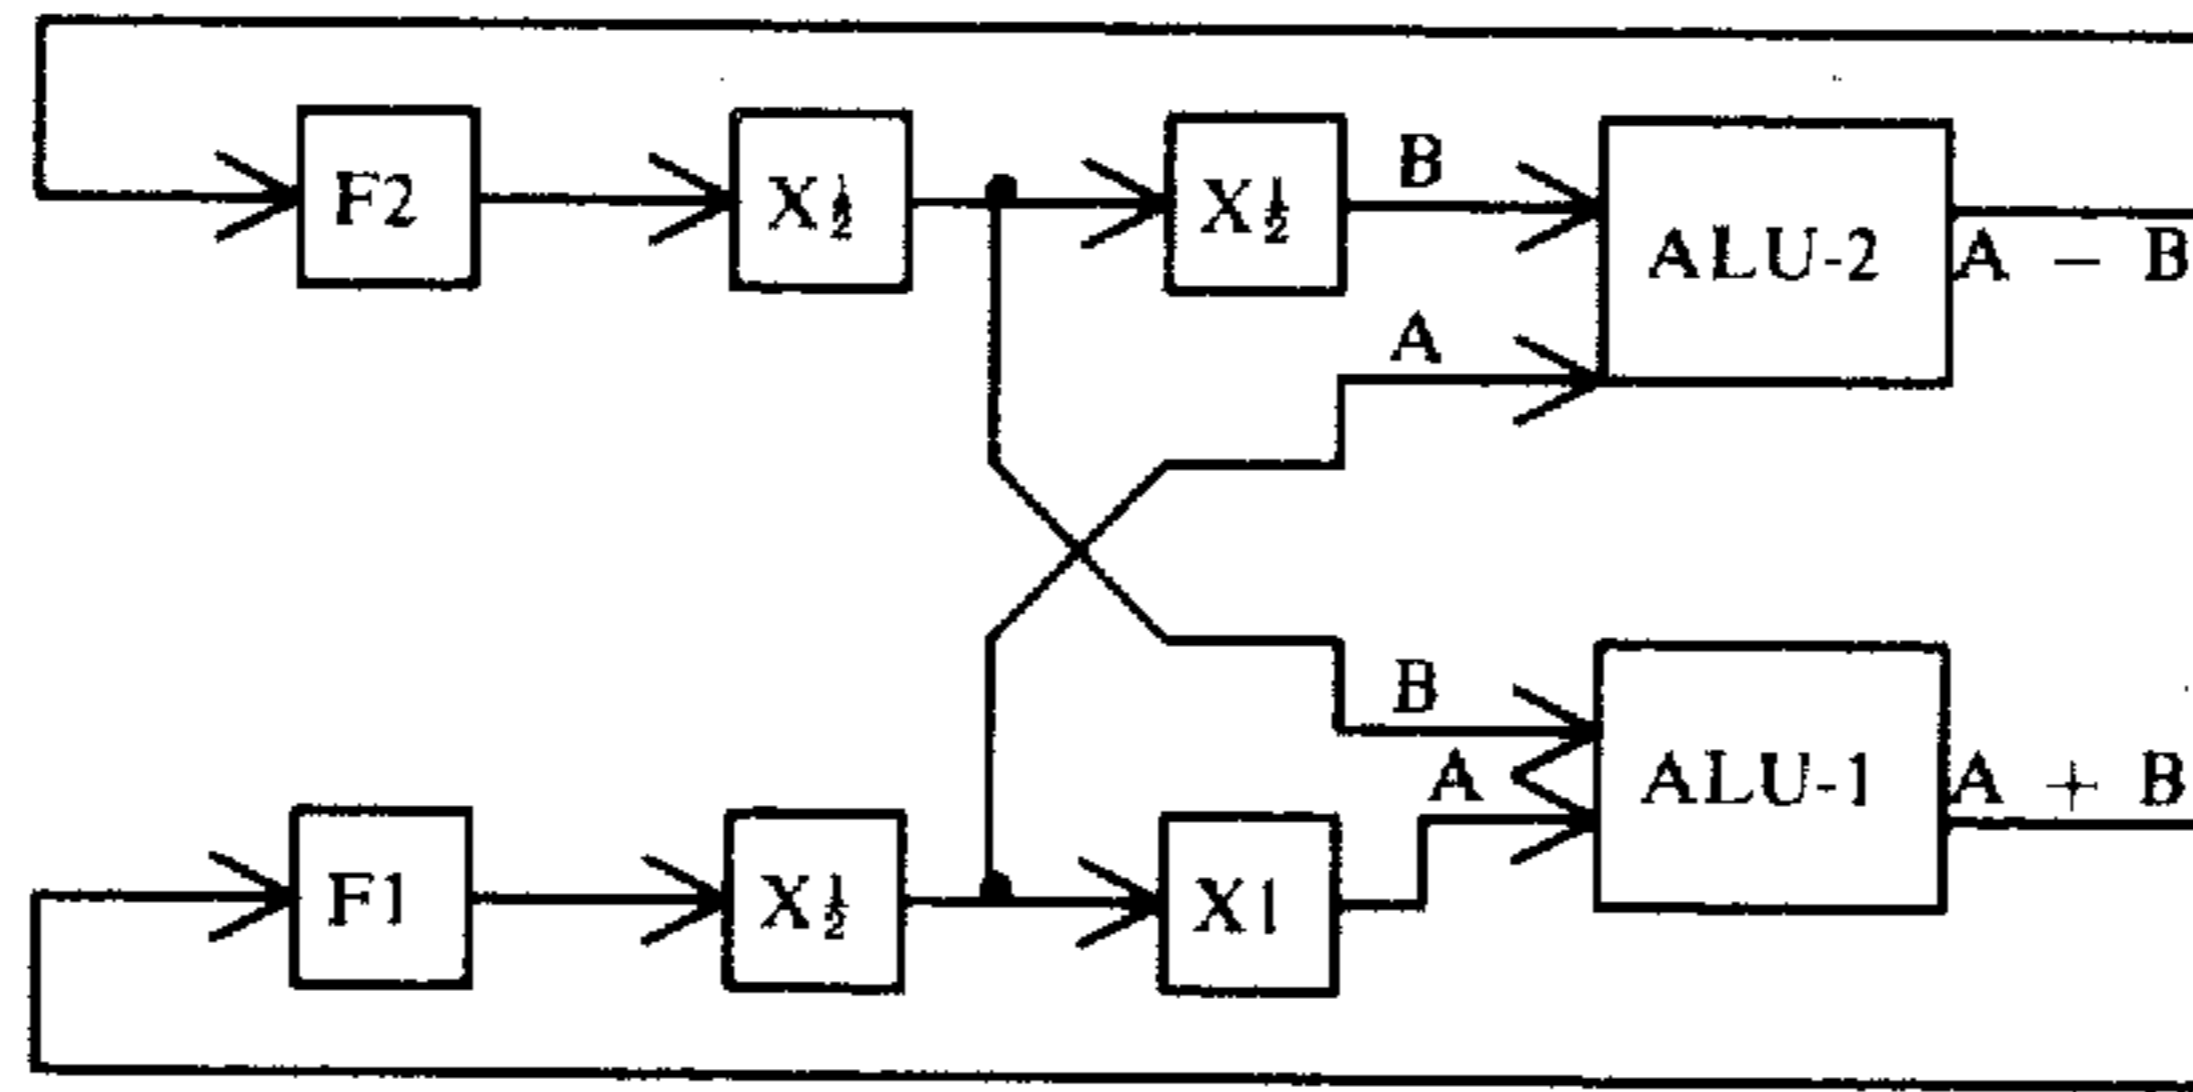 F2 X½ X½ B ALU-2 A − B
A
B
F1 X½ X1 A ALU-1 A + B